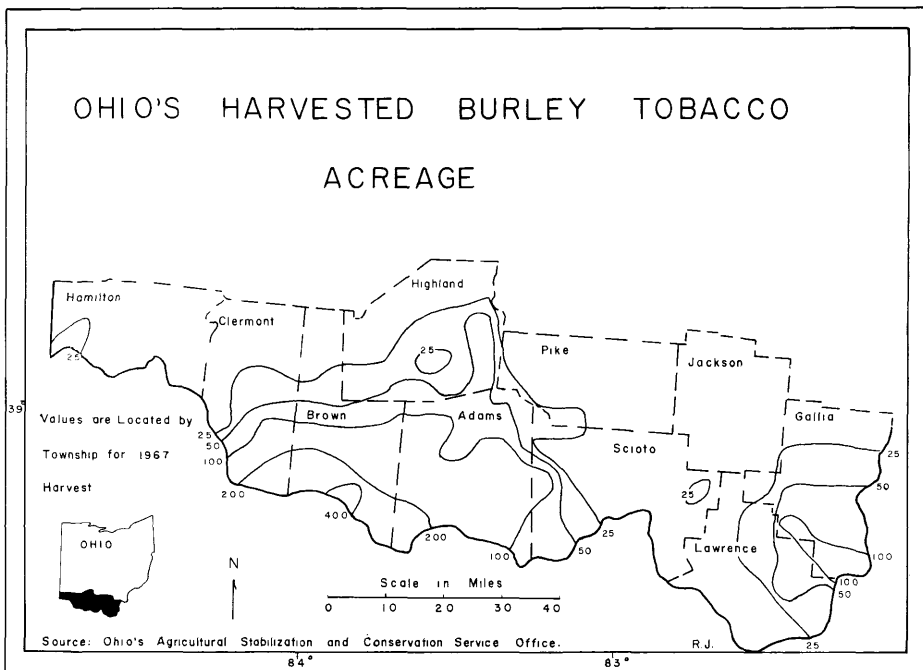 OHIO'S HARVESTED BURLEY TOBACCO
ACREAGE
Highland
Hamilton
Clermont
25
25
Pike
Jackson
39°
Values are Located by
Township for 1967
Harvest
Brown
Adams
Gallia
25
50
100
Scioto
25
50
200
25
400
200
100
50
25
Lawrence
100
100
50
25
OHIO
N
Scale in Miles
0 10 20 30 40
Source: Ohio's Agricultural Stabilization and Conservation Service Office.
R.J.
84°
83°